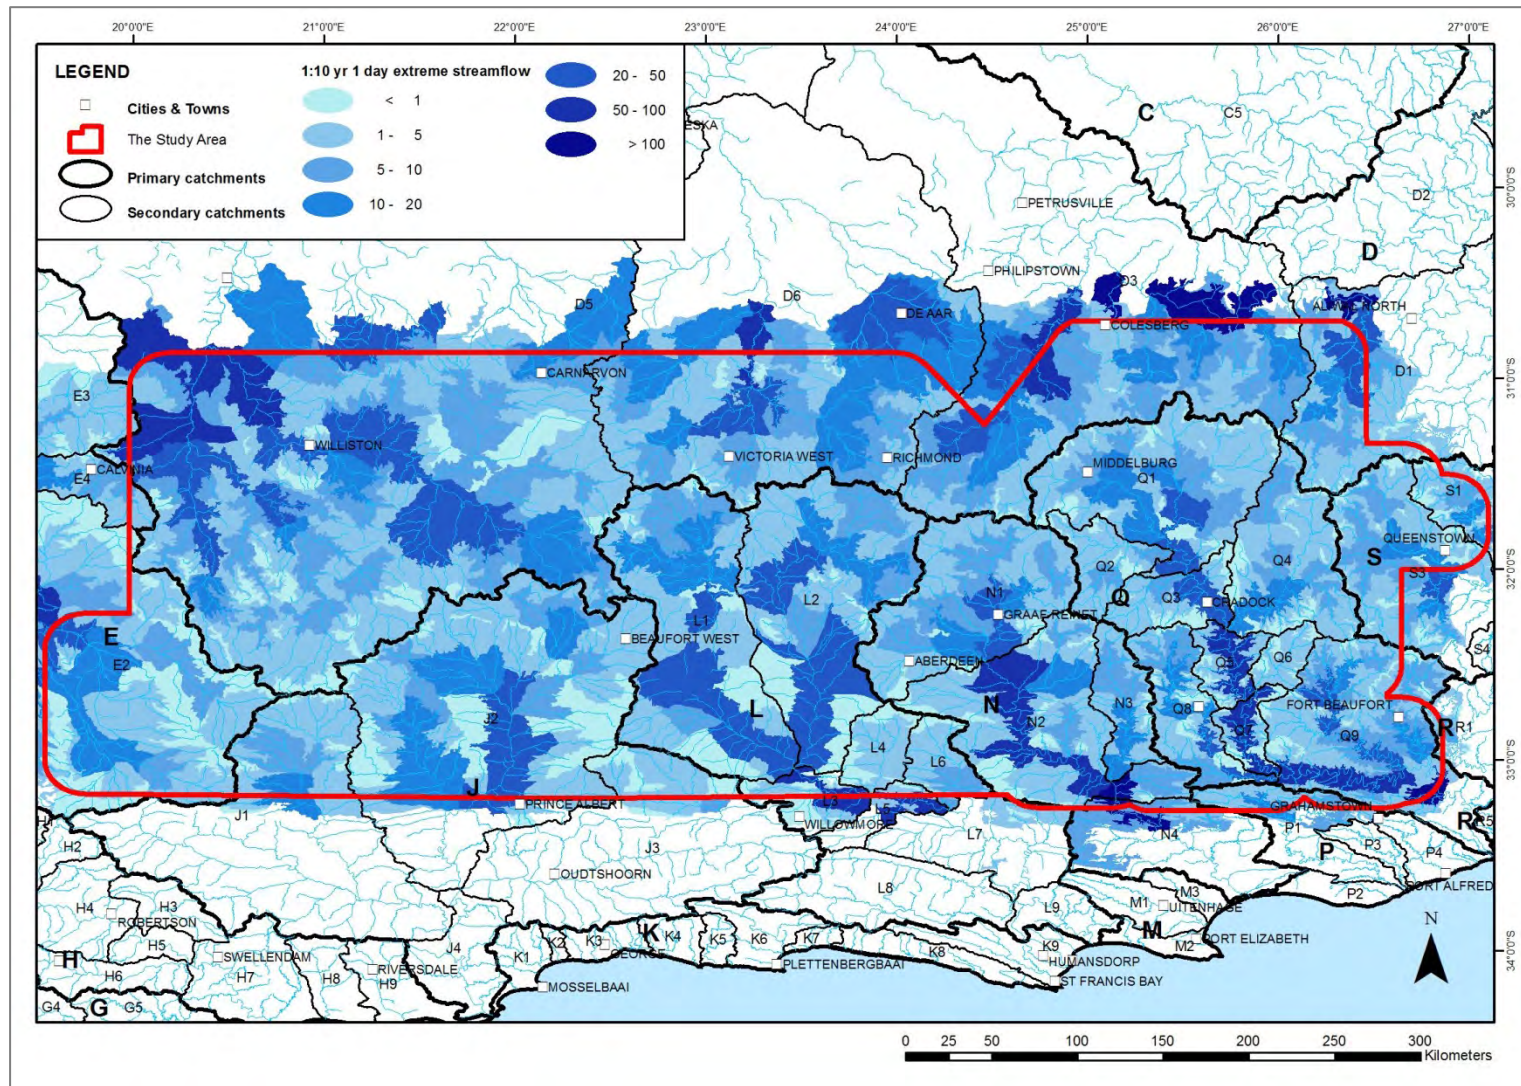 20°0'0"E 21°0'0"E 22°0'0"E 23°0'0"E 24°0'0"E 25°0'0"E 26°0'0"E 27°0'0"E
LEGEND
Cities & Towns
The Study Area
Primary catchments
Secondary catchments
1:10 yr 1 day extreme streamflow
< 1
1 - 5
5 - 10
10 - 20
20 - 50
50 - 100
> 100
ESKA
C
C5
30°0'0"S
D2
PETRUSVILLE
D
PHILIPSTOWN
D3
D6
D5
DE AAR
COLESBERG
D1
CARNARVON
31°0'0"S
E3
WILLISTON
CALVINIA
E4
VICTORIA WEST
RICHMOND
MIDDELBURG
Q1
S1
QUEENSTOWN
S
S3
32°0'0"S
Q2
Q4
Q
Q3
CRADOCK
N1
GRAAF REINET
L2
L1
BEAUFORT WEST
E
E2
ABERDEEN
Q5
Q6
S4
J2
L
N
N2
N3
Q8
Q7
FORT BEAUFORT
Q9
R
R1
L4
L6
33°0'0"S
J
PRINCE ALBERT
L3
L5
WILLOWMORE
GRAHAMSTOWN
R
R5
J1
H1
H2
J3
L7
N4
P1
P
P3
P4
PORT ALFRED
P2
OUDTSHOORN
L8
L9
M1
M3
UITENHAGE
M
M2
PORT ELIZABETH
H4
H3
ROBERTSON
H5
H
H6
SWELLENDAM
H7
H8
RIVERSDALE
H9
J4
K1
K2
K3
K
K4
GEORGE
K5
K6
K7
K8
K9
HUMANSDORP
PLETTENBERGBAAI
ST FRANCIS BAY
MOSSELBAAI
34°0'0"S
G4
G
G5
N
0 25 50 100 150 200 250 300
Kilometers